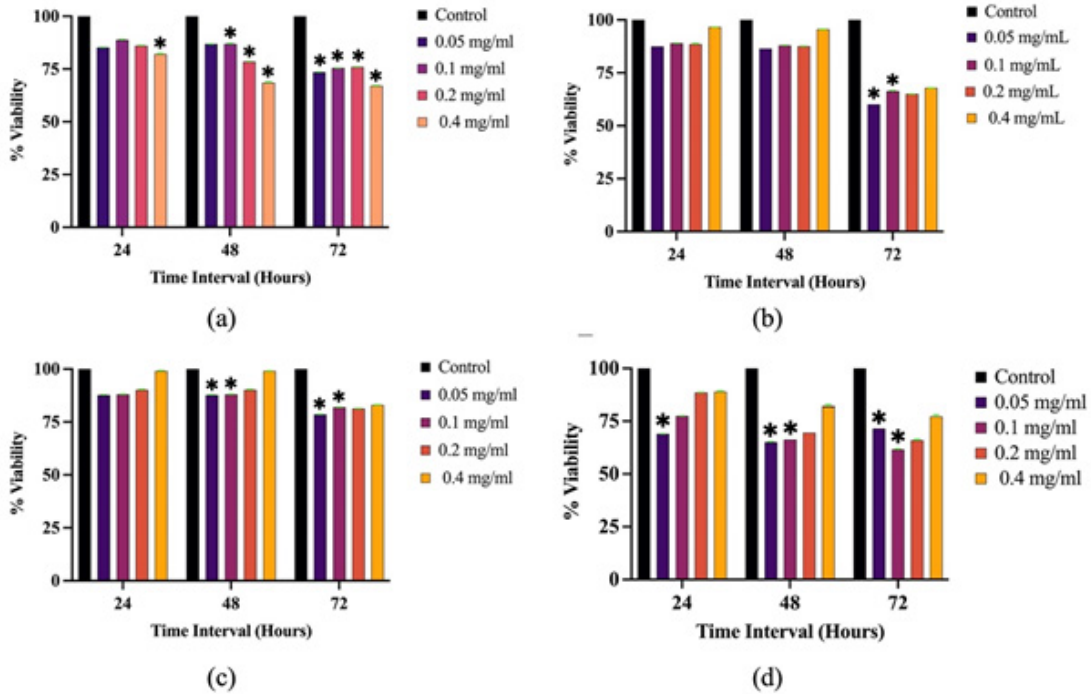 % Viability
100
75
50
25
0
* * * * * * * *
24 48 72
Time Interval (Hours)
Control
0.05 mg/ml
0.1 mg/ml
0.2 mg/ml
0.4 mg/ml
(a)
% Viability
100
75
50
25
0
* *
24 48 72
Time Interval (Hours)
Control
0.05 mg/mL
0.1 mg/mL
0.2 mg/mL
0.4 mg/mL
(b)
% Viability
100
75
50
25
0
* * * *
24 48 72
Time Interval (Hours)
Control
0.05 mg/ml
0.1 mg/ml
0.2 mg/ml
0.4 mg/ml
(c)
% Viability
100
75
50
25
0
* * * * *
24 48 72
Time Interval (Hours)
Control
0.05 mg/ml
0.1 mg/ml
0.2 mg/ml
0.4 mg/ml
(d)